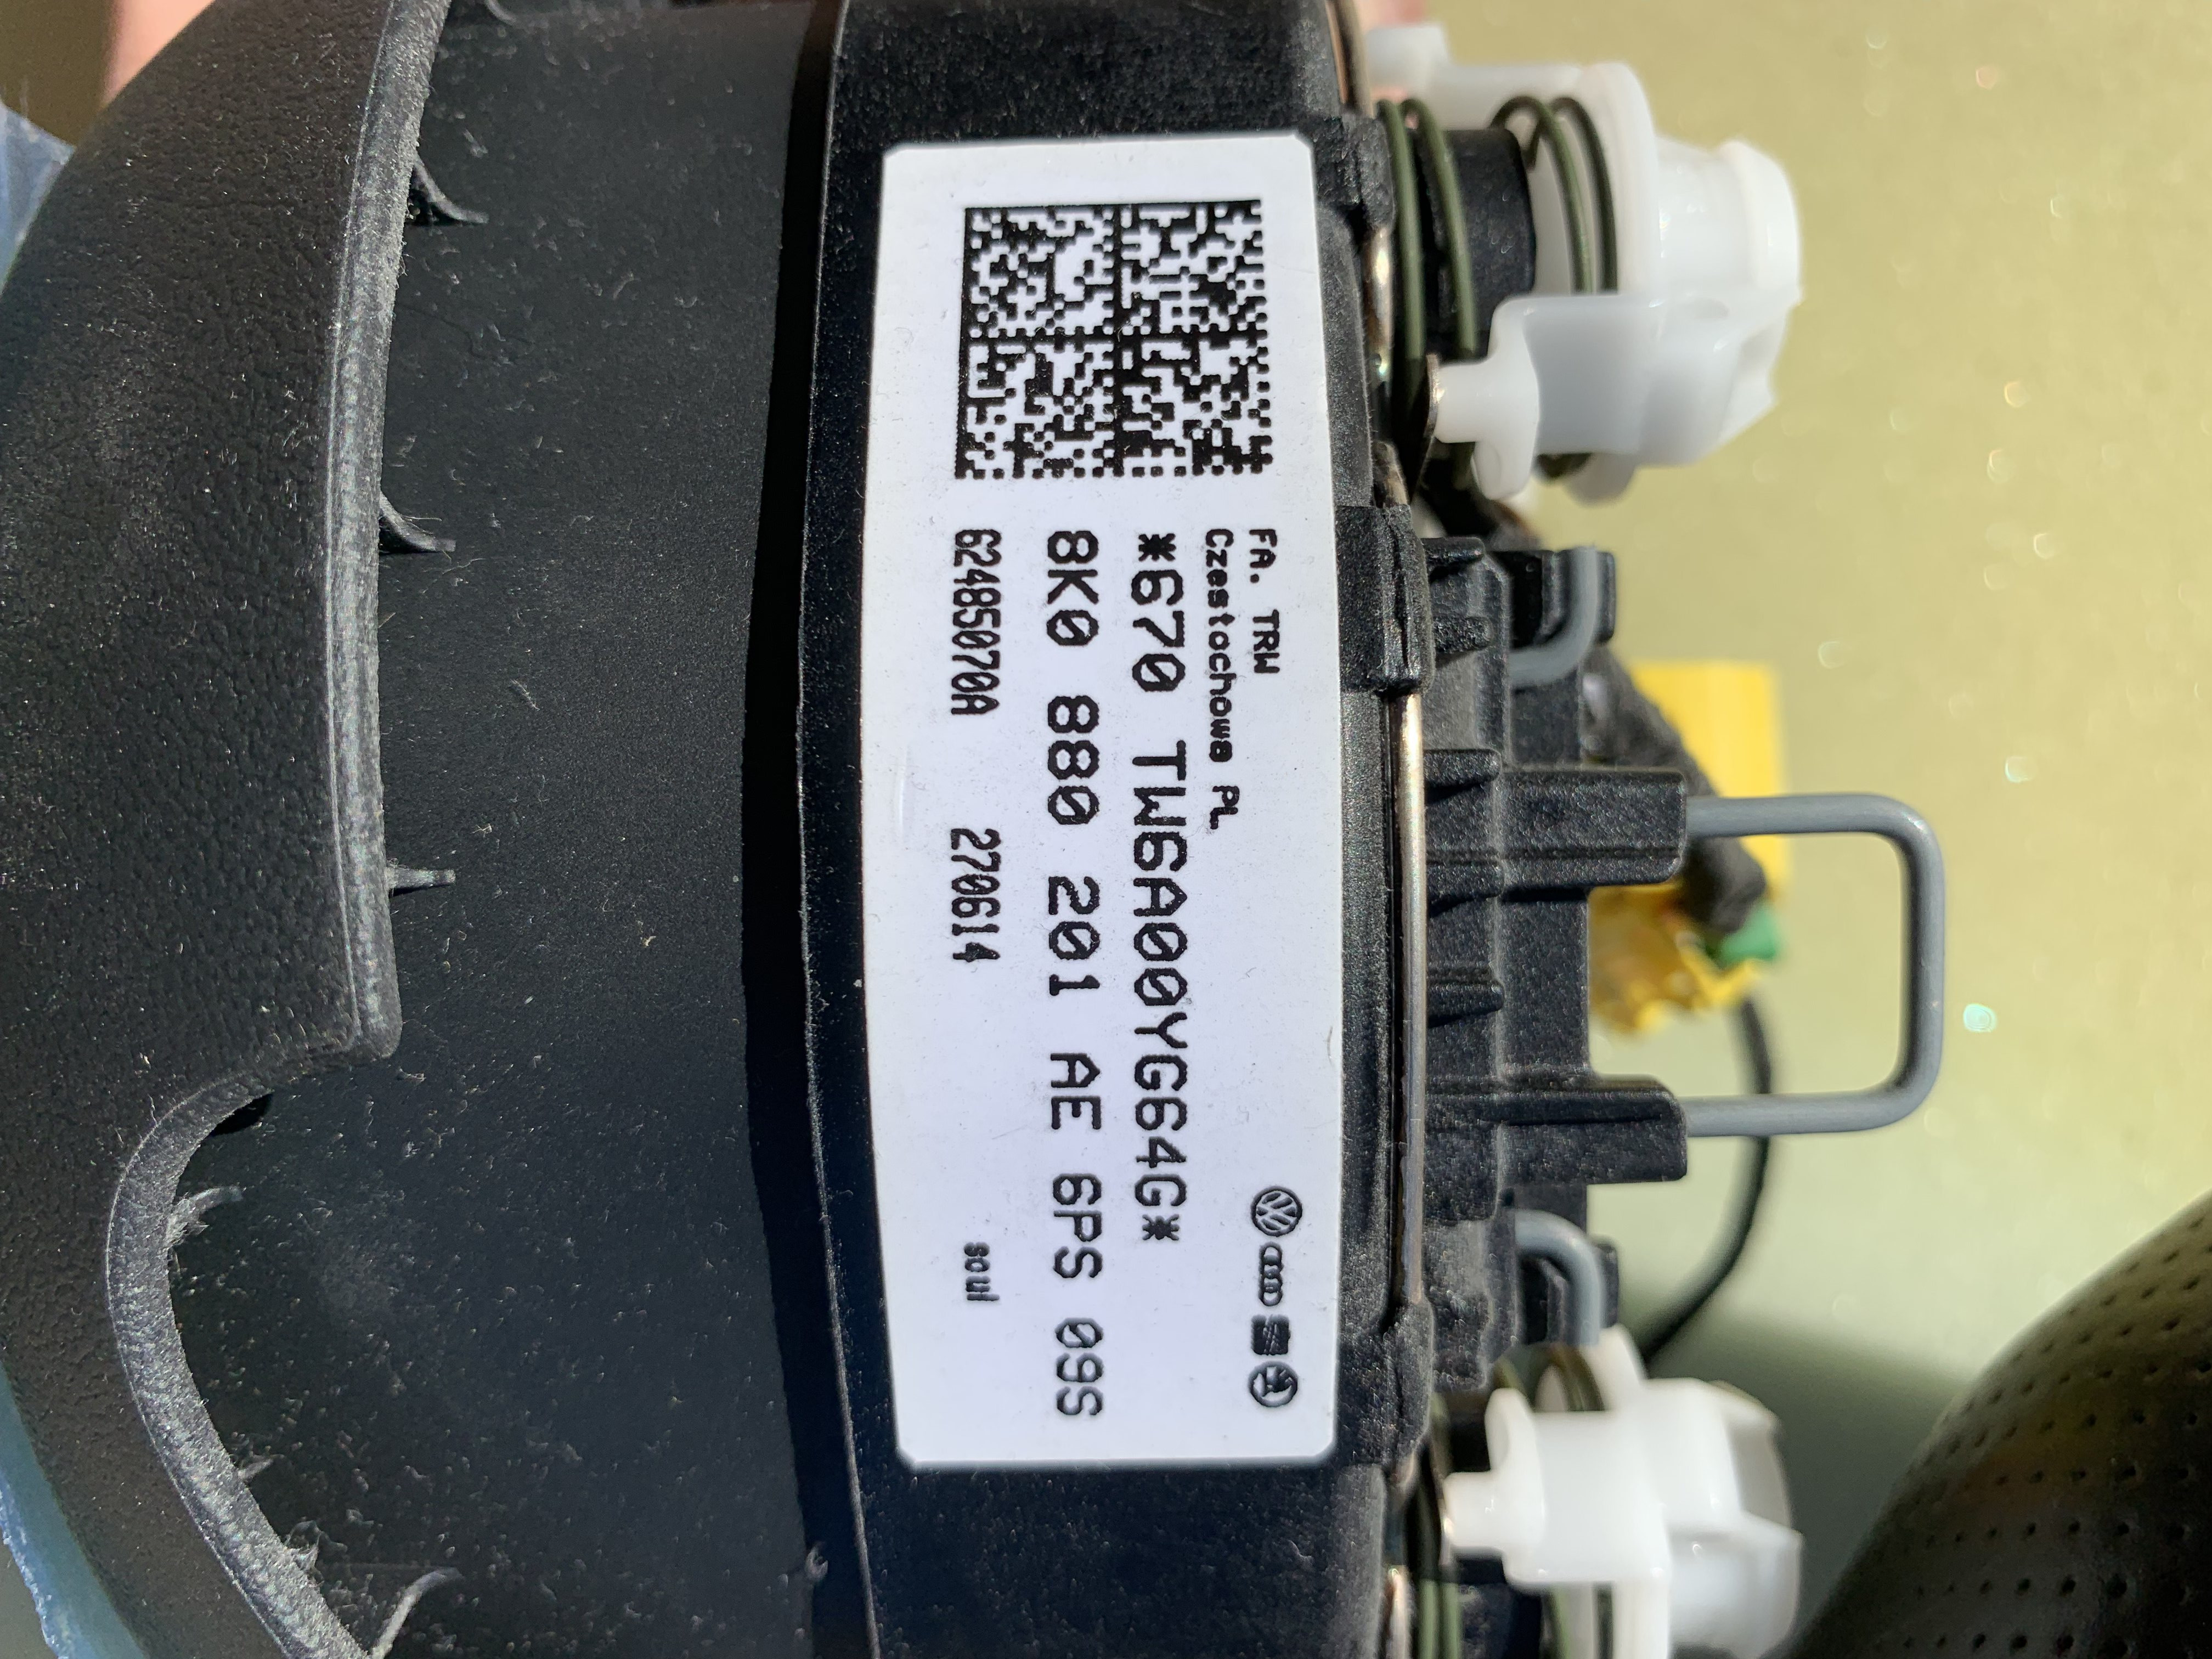 FA. TRW
Czestochowa PL
*670 TW6A00YG64G*
8K0 880 201 AE 6PS 09S
62485070A 270614 soul